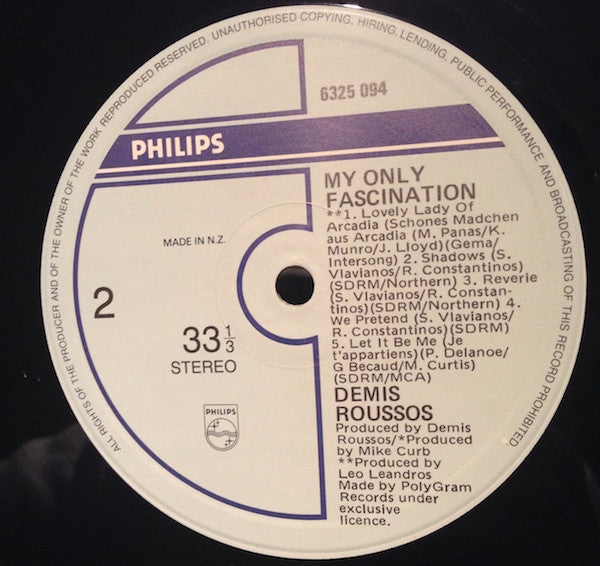 ALL RIGHTS OF THE PRODUCER AND OF THE OWNER OF THE WORK REPRODUCED RESERVED. UNAUTHORISED COPYING, HIRING, LENDING, PUBLIC PERFORMANCE AND BROADCASTING OF THIS RECORD PROHIBITED.
6325 094
PHILIPS
MADE IN N.Z.
2
33 1/3
STEREO
PHILIPS
MY ONLY
FASCINATION
**1. Lovely Lady Of
Arcadia (Schones Madchen
aus Arcadia (M. Panas/K.
Munro/J. Lloyd)(Gema/
Intersong) 2. Shadows (S.
Vlavianos/R. Constantinos)
(SDRM/Northern) 3. Reverie
(S. Vlavianos/R. Constan-
tinos)(SDRM/Northern) 4.
We Pretend (S. Vlavianos/
R. Constantinos)(SDRM)
5. Let It Be Me (Je
t'appartiens)(P. Delanoe/
G Becaud/M. Curtis)
(SDRM/MCA)
DEMIS
ROUSSOS
Produced by Demis
Roussos/*Produced
by Mike Curb
**Produced by
Leo Leandros
Made by PolyGram
Records under
exclusive
licence.